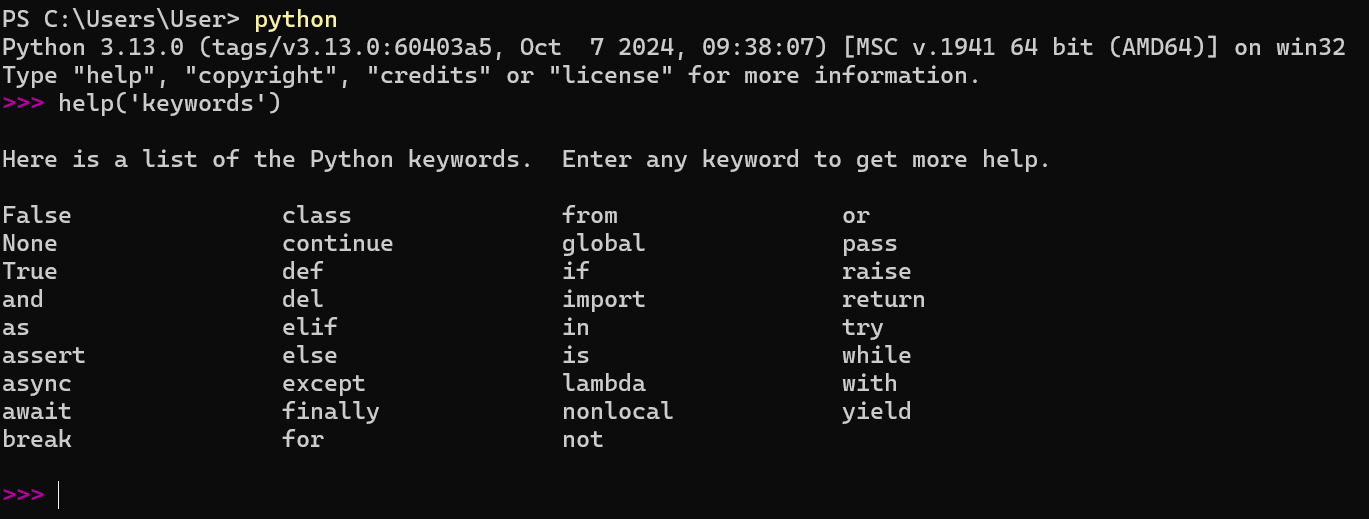 PS C:\Users\User> python
Python 3.13.0 (tags/v3.13.0:60403a5, Oct  7 2024, 09:38:07) [MSC v.1941 64 bit (AMD64)] on win32
Type "help", "copyright", "credits" or "license" for more information.
>>> help('keywords')
Here is a list of the Python keywords.  Enter any keyword to get more help.
False               class               from                or
None                continue            global              pass
True                def                 if                  raise
and                 del                 import              return
as                  elif                in                  try
assert              else                is                  while
async               except              lambda              with
await               finally             nonlocal            yield
break               for                 not
>>>